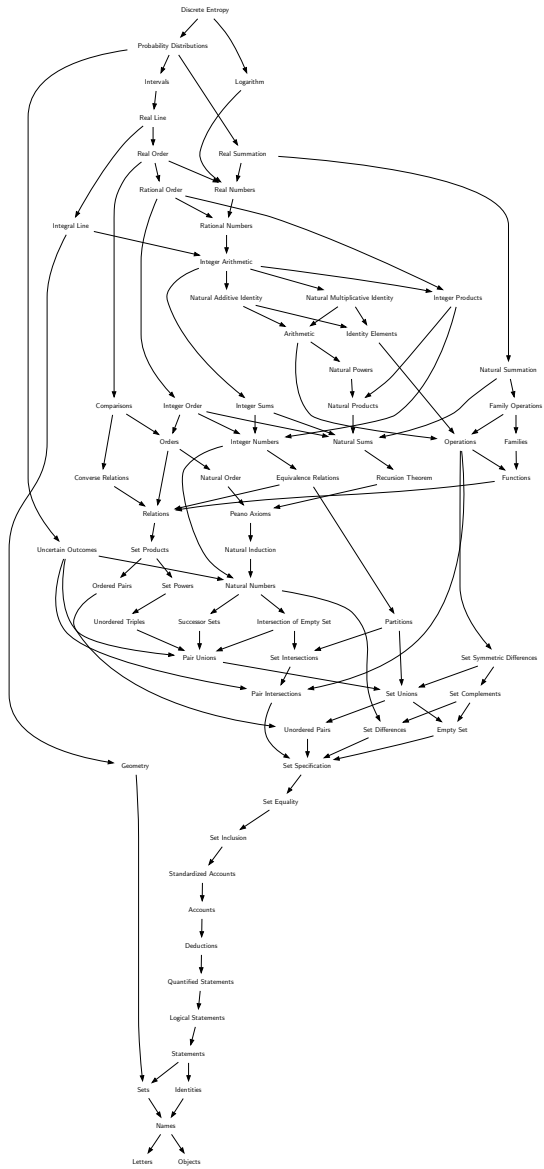 Discrete Entropy
Probability Distributions
Intervals Logarithm
Real Line
Real Order Real Summation
Rational Order Real Numbers
Integral Line Rational Numbers
Integer Arithmetic
Natural Additive Identity Natural Multiplicative Identity Integer Products
Arithmetic Identity Elements
Natural Powers Natural Summation
Comparisons Integer Order Integer Sums Natural Products Family Operations
Orders Integer Numbers Natural Sums Operations Families
Converse Relations Natural Order Equivalence Relations Recursion Theorem Functions
Relations Peano Axioms
Uncertain Outcomes Set Products Natural Induction
Ordered Pairs Set Powers Natural Numbers
Unordered Triples Successor Sets Intersection of Empty Set Partitions
Pair Unions Set Intersections Set Symmetric Differences
Pair Intersections Set Unions Set Complements
Unordered Pairs Set Differences Empty Set
Geometry Set Specification
Set Equality
Set Inclusion
Standardized Accounts
Accounts
Deductions
Quantified Statements
Logical Statements
Statements
Sets Identities
Names
Letters Objects